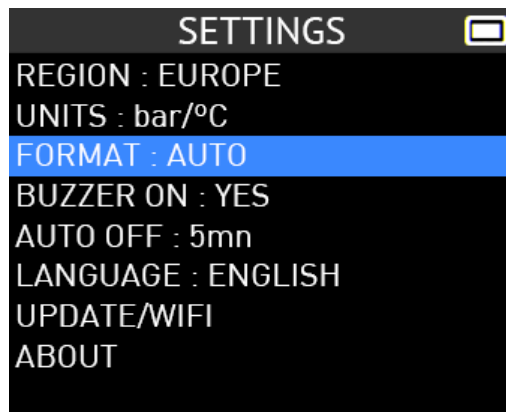 SETTINGS
REGION : EUROPE
UNITS : bar/ºC
FORMAT : AUTO
BUZZER ON : YES
AUTO OFF : 5mn
LANGUAGE : ENGLISH
UPDATE/WIFI
ABOUT